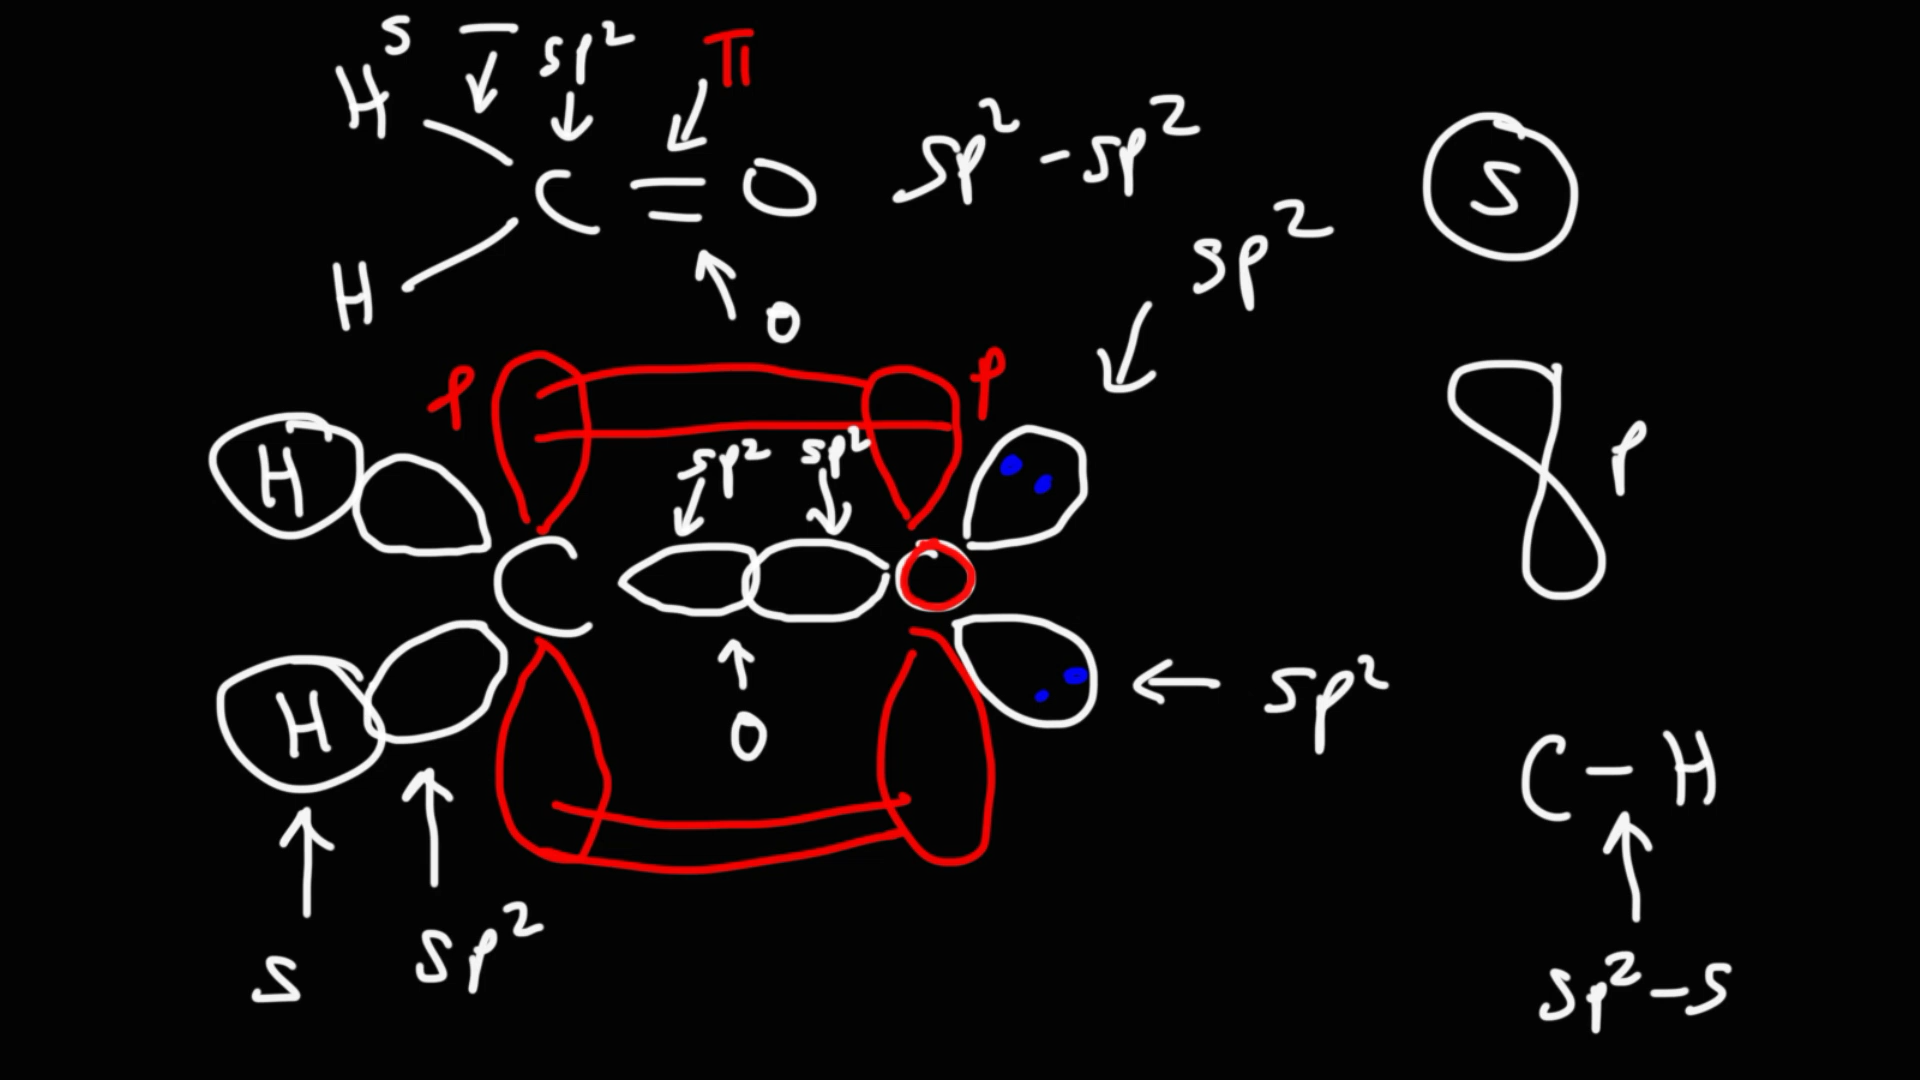 S sp² π
H
C = O sp² - sp² S
sp²
H
O
p p
p
sp² sp²
H
C O
H sp²
O
C - H
S sp²
sp² - S